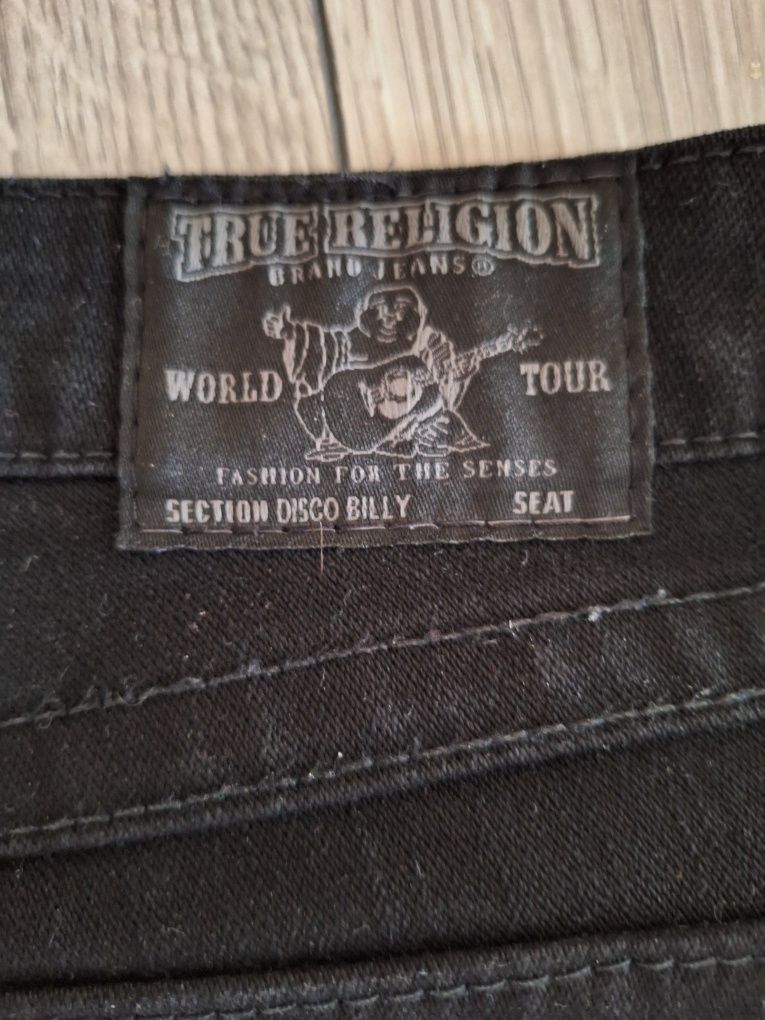 TRUE RELIGION
BRAND JEANS®
WORLD TOUR
FASHION FOR THE SENSES
SECTION DISCO BILLY SEAT